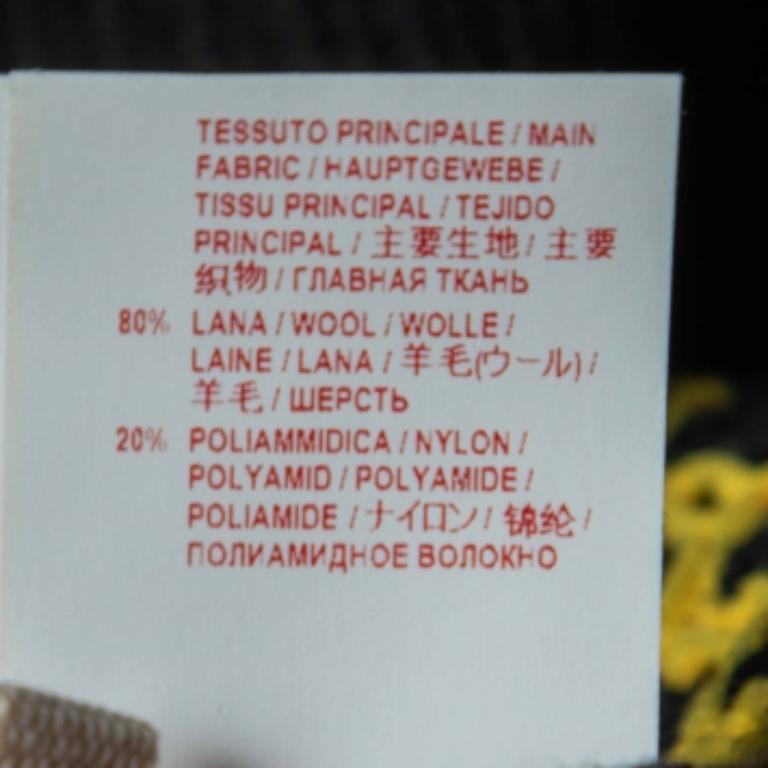 TESSUTO PRINCIPALE / MAIN
FABRIC / HAUPTGEWEBE /
TISSU PRINCIPAL / TEJIDO
PRINCIPAL / 主要生地 / 主要
织物 / ГЛАВНАЯ ТКАНЬ
80% LANA / WOOL / WOLLE /
LAINE / LANA / 羊毛(ウール) /
羊毛 / ШЕРСТЬ
20% POLIAMMIDICA / NYLON /
POLYAMID / POLYAMIDE /
POLIAMIDE / ナイロン / 锦纶 /
ПОЛИАМИДНОЕ ВОЛОКНО